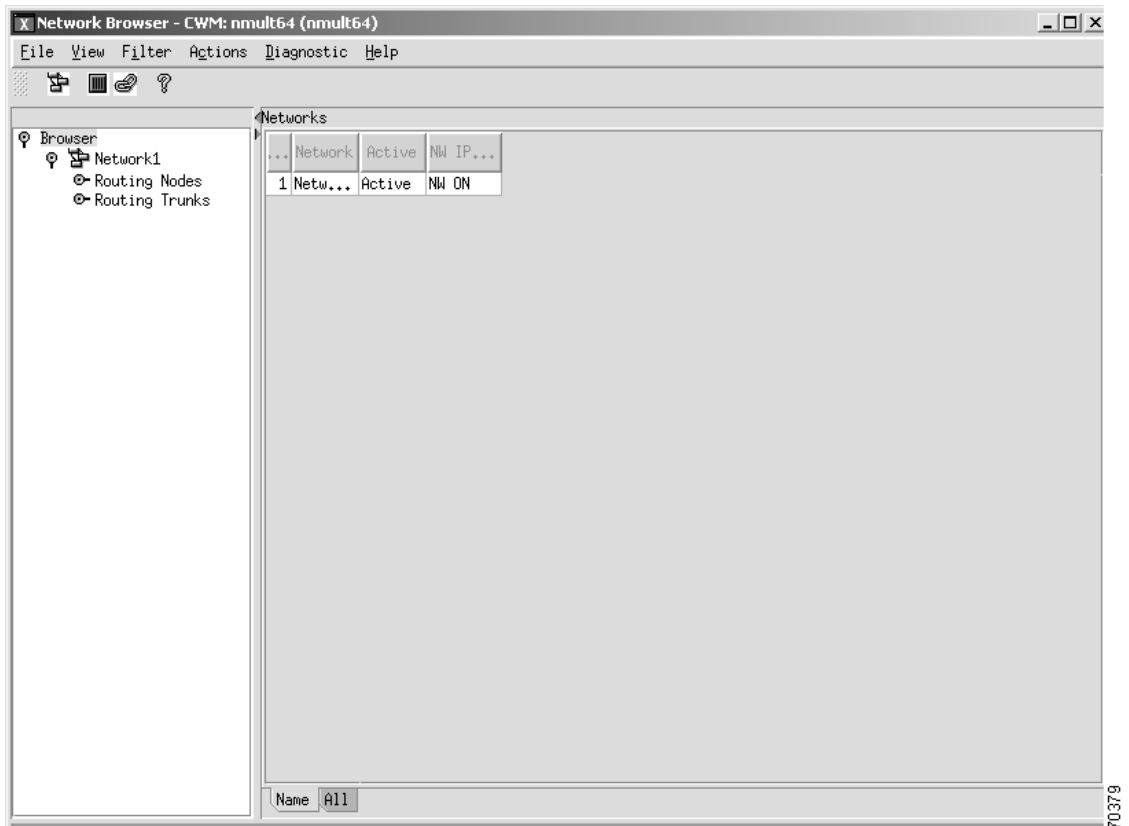 X Network Browser - CWM: nmult64 (nmult64)
File View Filter Actions Diagnostic Help
Networks
Browser
Network1
Routing Nodes
Routing Trunks
... Network Active NW IP...
1 Netw... Active NW ON
Name All
70379